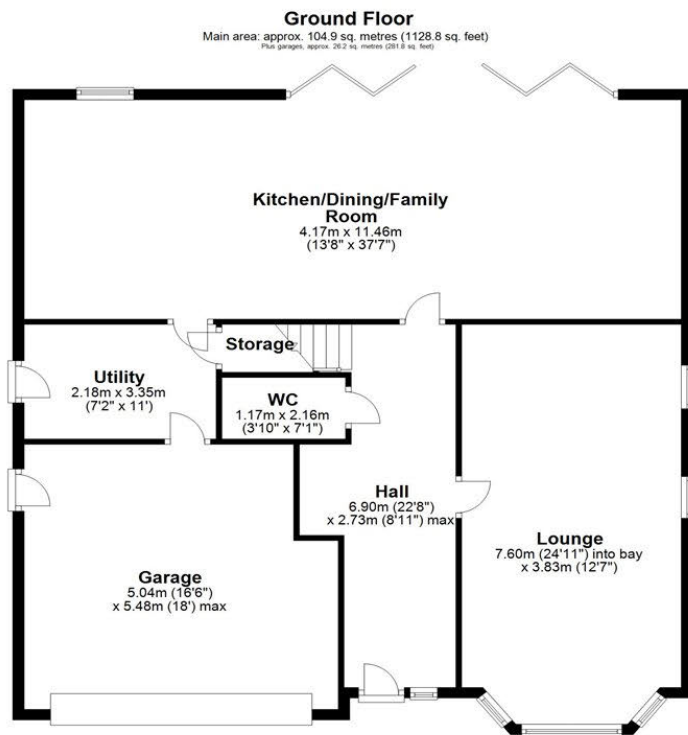 Ground Floor
Main area: approx. 104.9 sq. metres (1128.8 sq. feet)
Plus garages, approx. 26.2 sq. metres (281.8 sq. feet)
Kitchen/Dining/Family
Room
4.17m x 11.46m
(13'8" x 37'7")
Storage
Utility
2.18m x 3.35m
(7'2" x 11')
WC
1.17m x 2.16m
(3'10" x 7'1")
Hall
6.90m (22'8")
x 2.73m (8'11") max
Lounge
7.60m (24'11") into bay
x 3.83m (12'7")
Garage
5.04m (16'6")
x 5.48m (18') max